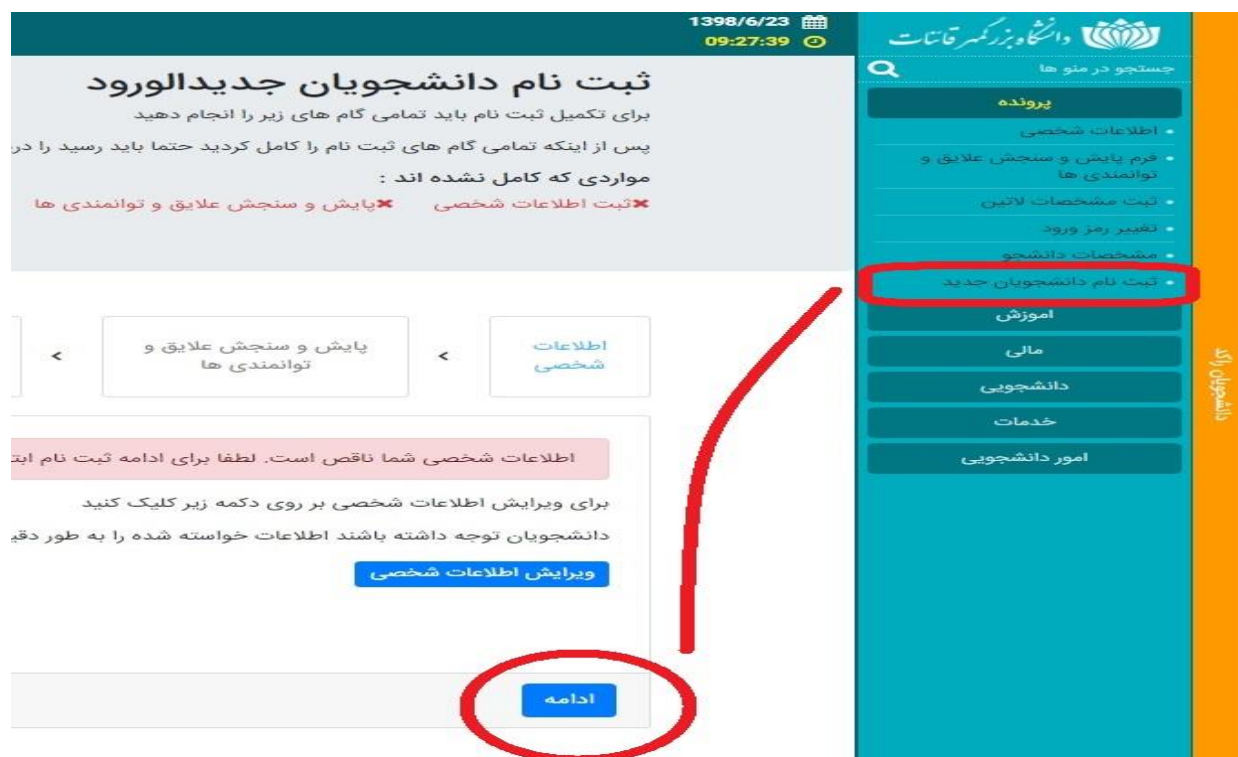 دانشگاه بزرگمهر قائنات
جستجو در منو ها
پرونده
اطلاعات شخصی
فرم پایش و سنجش علایق و
توانمندی ها
ثبت مشخصات لاتین
تغییر رمز ورود
مشخصات دانشجو
ثبت نام دانشجویان جدید
اموزش
مالی
دانشجویی
خدمات
امور دانشجویی
دانشجویان راکد
1398/6/23
09:27:39
ثبت نام دانشجویان جدیدالورود
برای تکمیل ثبت نام باید تمامی گام های زیر را انجام دهید
پس از اینکه تمامی گام های ثبت نام را کامل کردید حتما باید رسید را در
مواردی که کامل نشده اند :
✖ثبت اطلاعات شخصی ✖پایش و سنجش علایق و توانمندی ها
اطلاعات
شخصی
پایش و سنجش علایق و
توانمندی ها
اطلاعات شخصی شما ناقص است. لطفا برای ادامه ثبت نام ابت
برای ویرایش اطلاعات شخصی بر روی دکمه زیر کلیک کنید
دانشجویان توجه داشته باشند اطلاعات خواسته شده را به طور دقی
ویرایش اطلاعات شخصی
ادامه